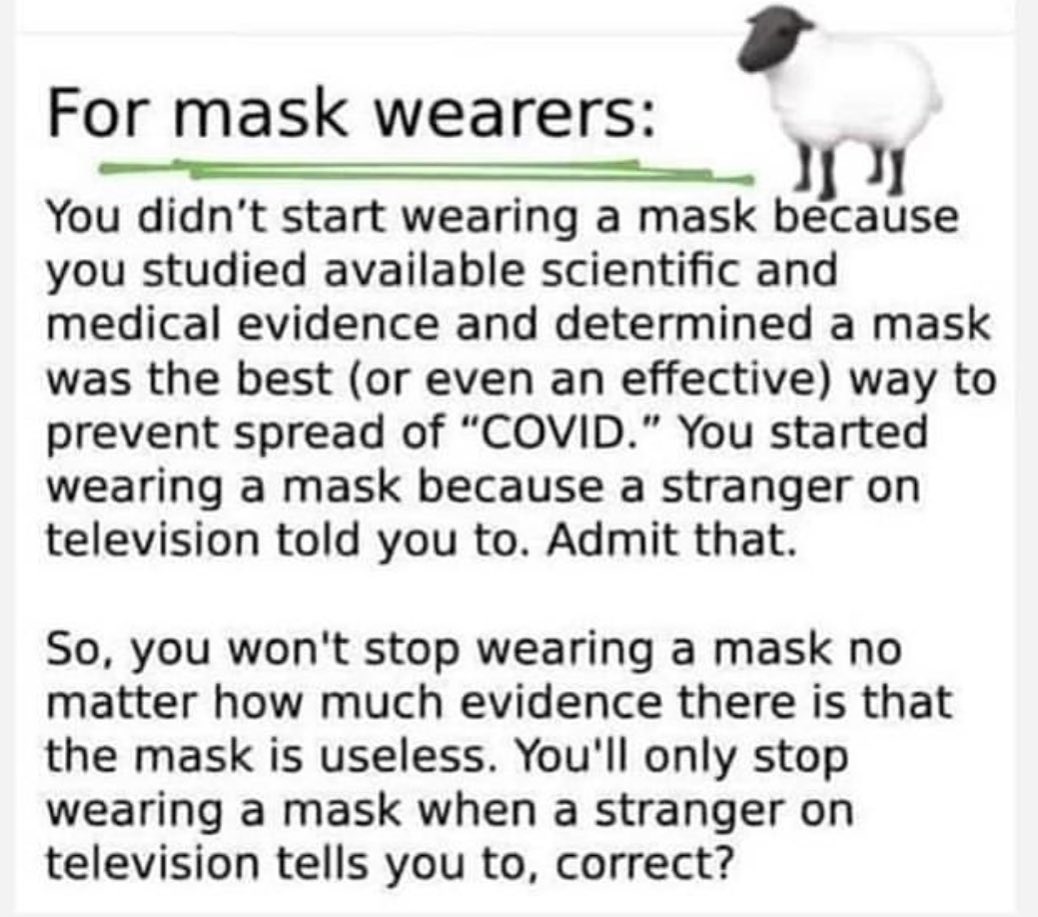 For mask wearers:
You didn’t start wearing a mask because
you studied available scientific and
medical evidence and determined a mask
was the best (or even an effective) way to
prevent spread of “COVID.” You started
wearing a mask because a stranger on
television told you to. Admit that.
So, you won't stop wearing a mask no
matter how much evidence there is that
the mask is useless. You'll only stop
wearing a mask when a stranger on
television tells you to, correct?